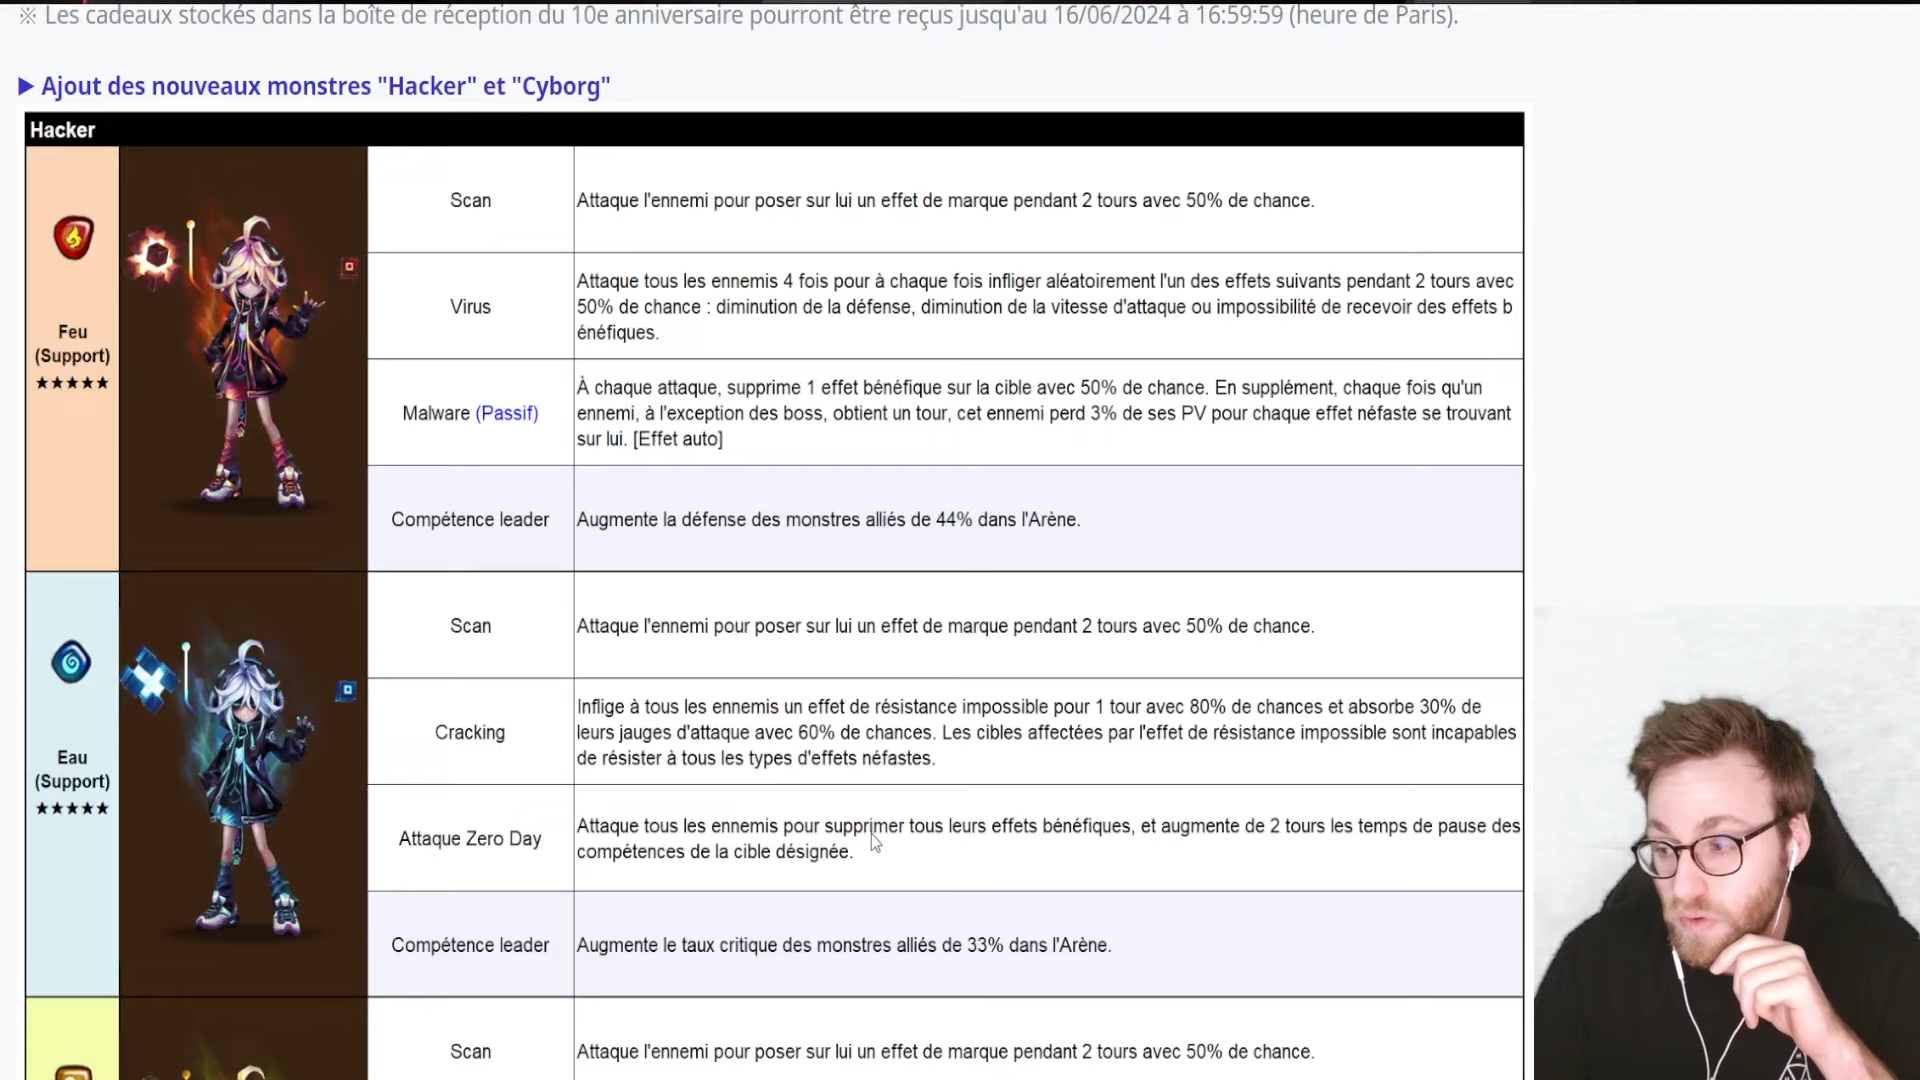 ※ Les cadeaux stockés dans la boîte de réception du 10e anniversaire pourront être reçus jusqu'au 16/06/2024 à 16:59:59 (heure de Paris).
▶ Ajout des nouveaux monstres "Hacker" et "Cyborg"
Hacker
Feu
(Support)
★★★★★
Scan
Attaque l'ennemi pour poser sur lui un effet de marque pendant 2 tours avec 50% de chance.
Virus
Attaque tous les ennemis 4 fois pour à chaque fois infliger aléatoirement l'un des effets suivants pendant 2 tours avec
50% de chance : diminution de la défense, diminution de la vitesse d'attaque ou impossibilité de recevoir des effets b
énéfiques.
Malware (Passif)
À chaque attaque, supprime 1 effet bénéfique sur la cible avec 50% de chance. En supplément, chaque fois qu'un
ennemi, à l'exception des boss, obtient un tour, cet ennemi perd 3% de ses PV pour chaque effet néfaste se trouvant
sur lui. [Effet auto]
Compétence leader
Augmente la défense des monstres alliés de 44% dans l'Arène.
Eau
(Support)
★★★★★
Scan
Attaque l'ennemi pour poser sur lui un effet de marque pendant 2 tours avec 50% de chance.
Cracking
Inflige à tous les ennemis un effet de résistance impossible pour 1 tour avec 80% de chances et absorbe 30% de
leurs jauges d'attaque avec 60% de chances. Les cibles affectées par l'effet de résistance impossible sont incapables
de résister à tous les types d'effets néfastes.
Attaque Zero Day
Attaque tous les ennemis pour supprimer tous leurs effets bénéfiques, et augmente de 2 tours les temps de pause des
compétences de la cible désignée.
Compétence leader
Augmente le taux critique des monstres alliés de 33% dans l'Arène.
Scan
Attaque l'ennemi pour poser sur lui un effet de marque pendant 2 tours avec 50% de chance.